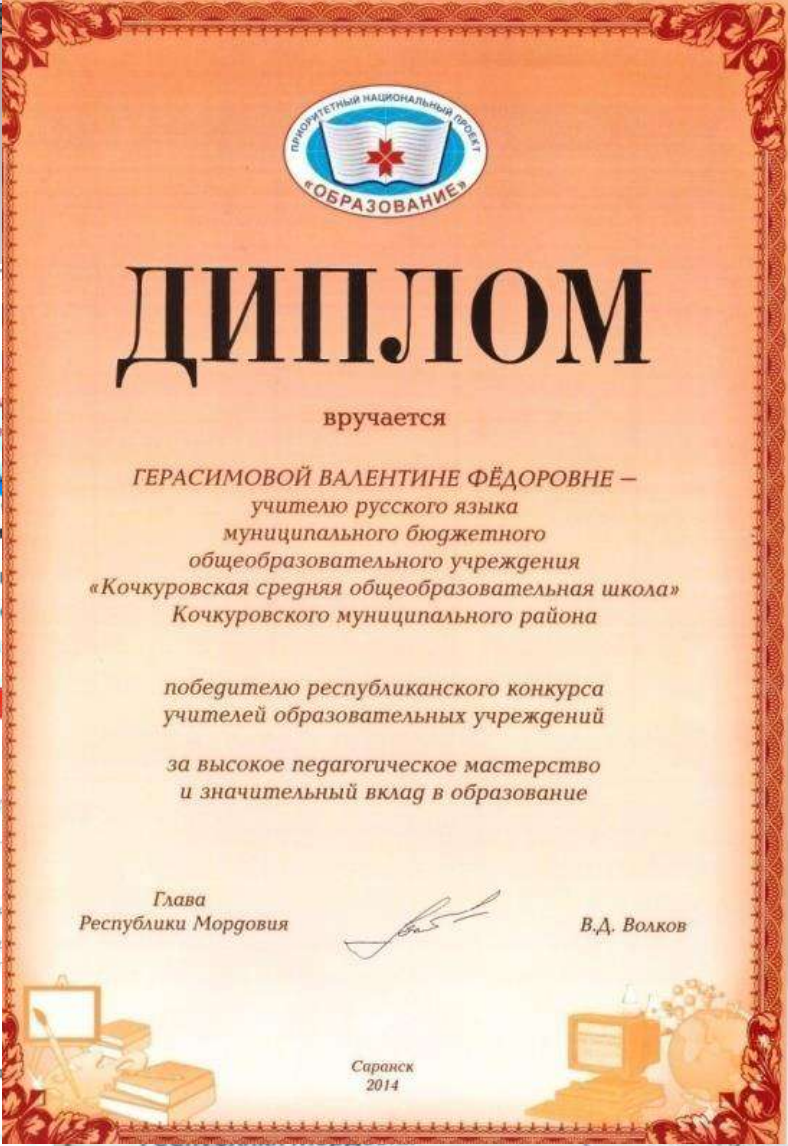 ПРИОРИТЕТНЫЙ НАЦИОНАЛЬНЫЙ ПРОЕКТ
«ОБРАЗОВАНИЕ»
ДИПЛОМ
вручается
ГЕРАСИМОВОЙ ВАЛЕНТИНЕ ФЁДОРОВНЕ –
учителю русского языка
муниципального бюджетного
общеобразовательного учреждения
«Кочкуровская средняя общеобразовательная школа»
Кочкуровского муниципального района
победителю республиканского конкурса
учителей образовательных учреждений
за высокое педагогическое мастерство
и значительный вклад в образование
Глава
Республики Мордовия
В.Д. Волков
Саранск
2014